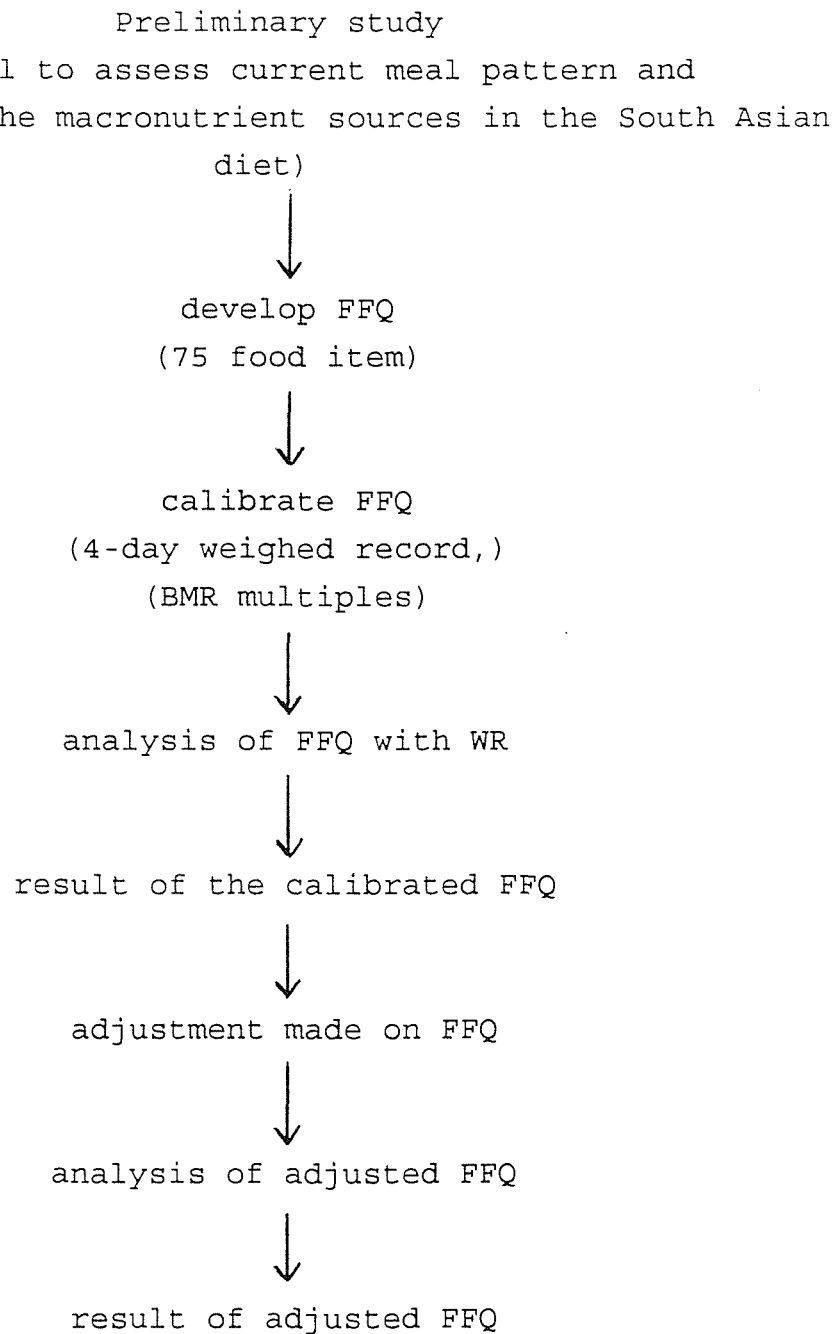 Preliminary study
to assess current meal pattern and
macronutrient sources in the South Asian
diet)
develop FFQ
(75 food item)
calibrate FFQ
(4-day weighed record,)
(BMR multiples)
analysis of FFQ with WR
result of the calibrated FFQ
adjustment made on FFQ
analysis of adjusted FFQ
result of adjusted FFQ